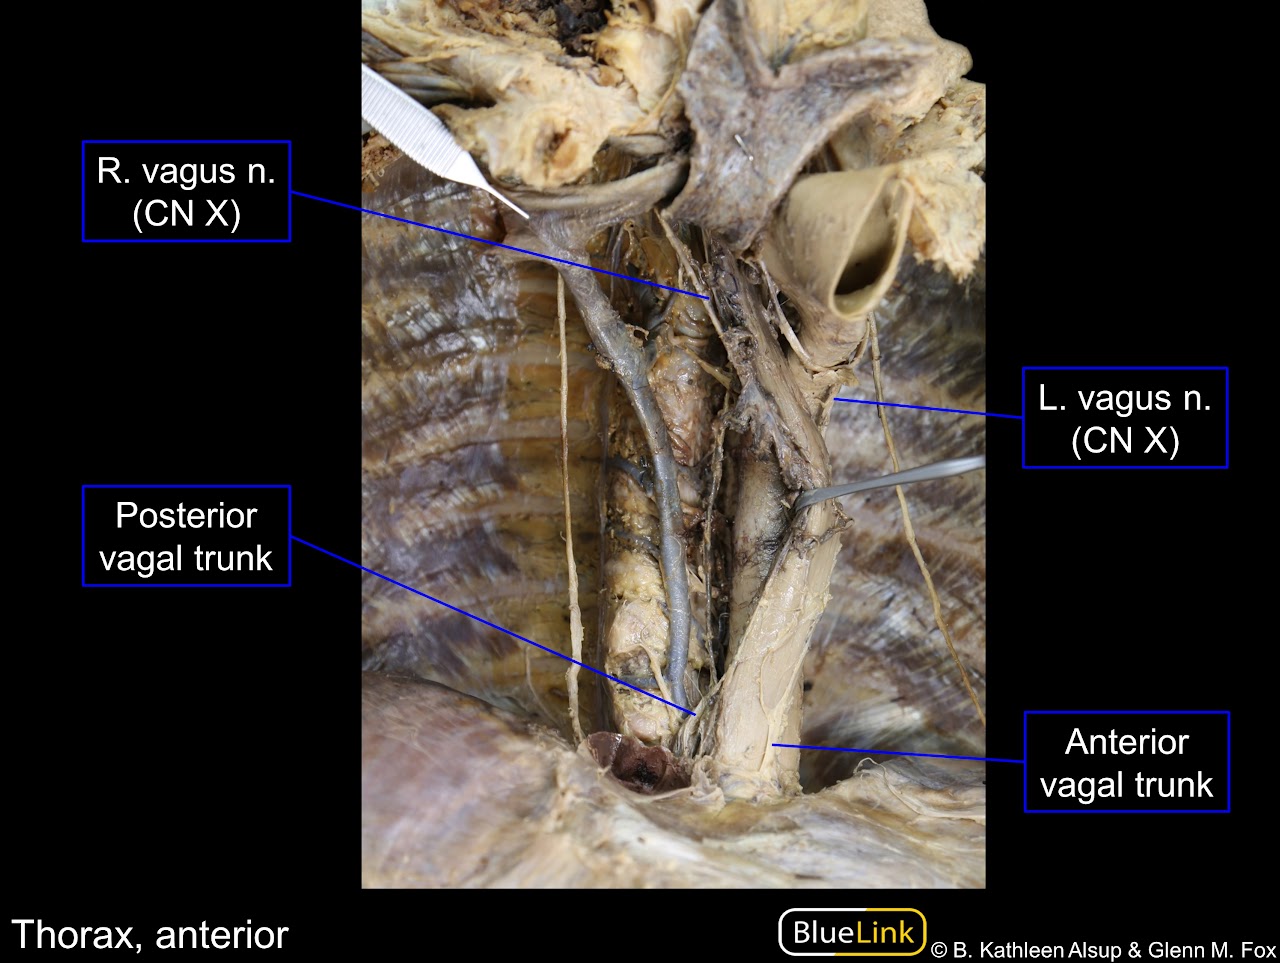 R. vagus n.
(CN X)
L. vagus n.
(CN X)
Posterior
vagal trunk
Anterior
vagal trunk
Thorax, anterior
BlueLink
© B. Kathleen Alsup & Glenn M. Fox